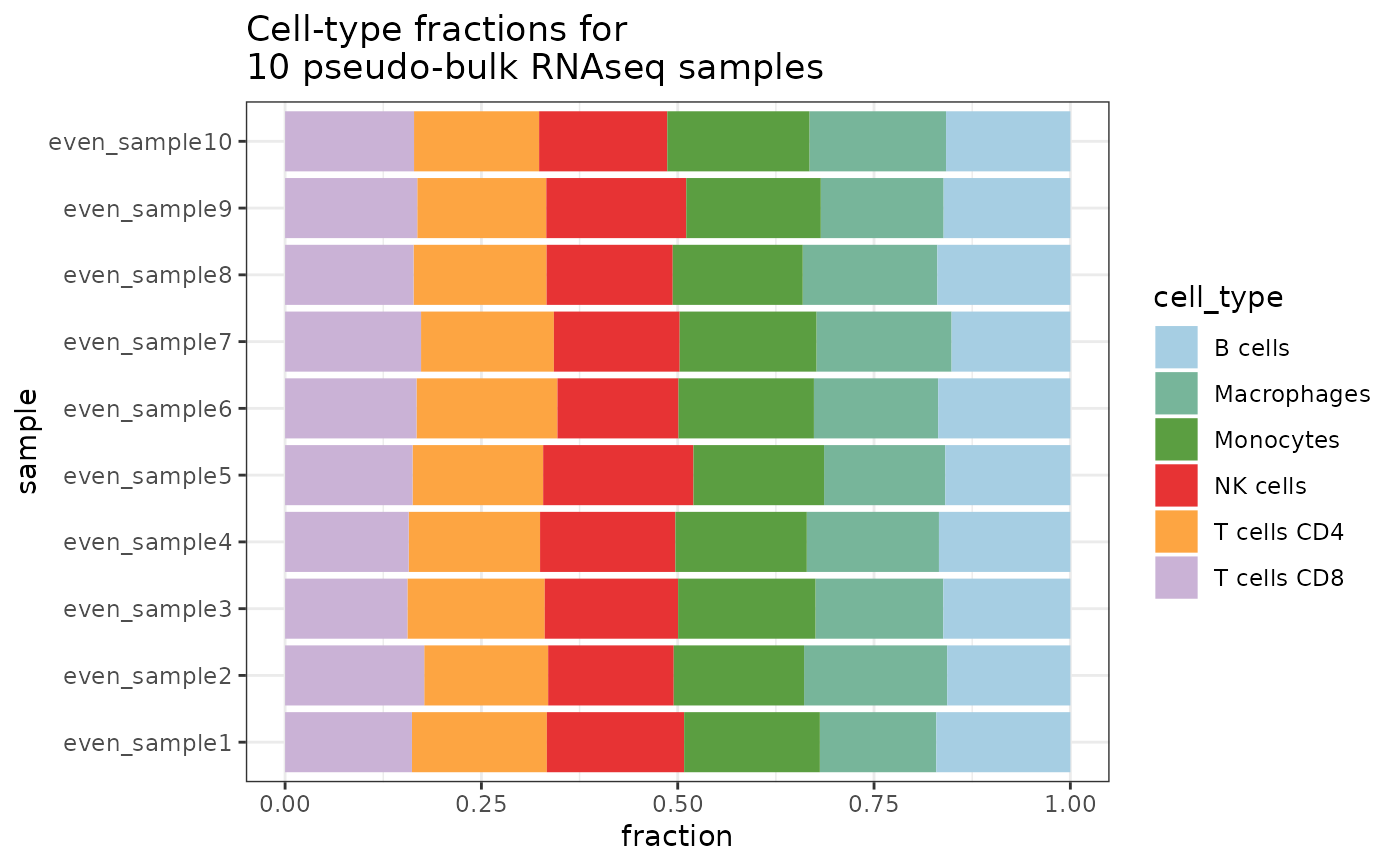 Cell-type fractions for
10 pseudo-bulk RNAseq samples
sample
even_sample10
even_sample9
even_sample8
even_sample7
even_sample6
even_sample5
even_sample4
even_sample3
even_sample2
even_sample1
0.00 0.25 0.50 0.75 1.00
fraction
cell_type
B cells
Macrophages
Monocytes
NK cells
T cells CD4
T cells CD8